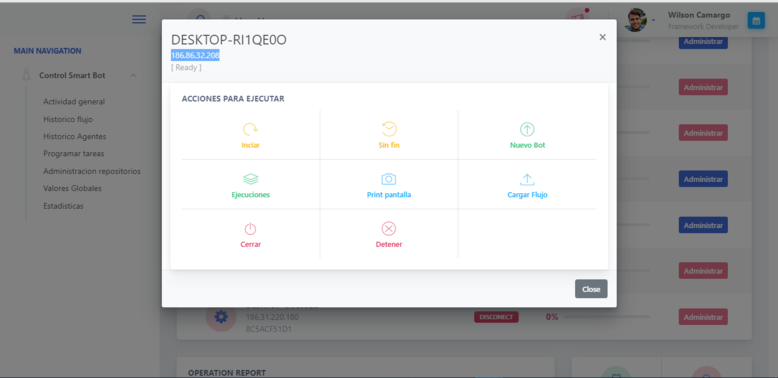 Wilson Camargo
Framework Developer
MAIN NAVIGATION
Control Smart Bot
Actividad general
Historico flujo
Historico Agentes
Programar tareas
Administracion repositorios
Valores Globales
Estadisticas
DESKTOP-RI1QE0O
186.86.32.208
[ Ready ]
×
ACCIONES PARA EJECUTAR
Inciar
Sin fin
Nuevo Bot
Ejecuciones
Print pantalla
Cargar Flujo
Cerrar
Detener
Close
Administrar
Administrar
Administrar
Administrar
Administrar
Administrar
186.31.220.180
8C5ACF51D1
DISCONECT
0%
Administrar
OPERATION REPORT